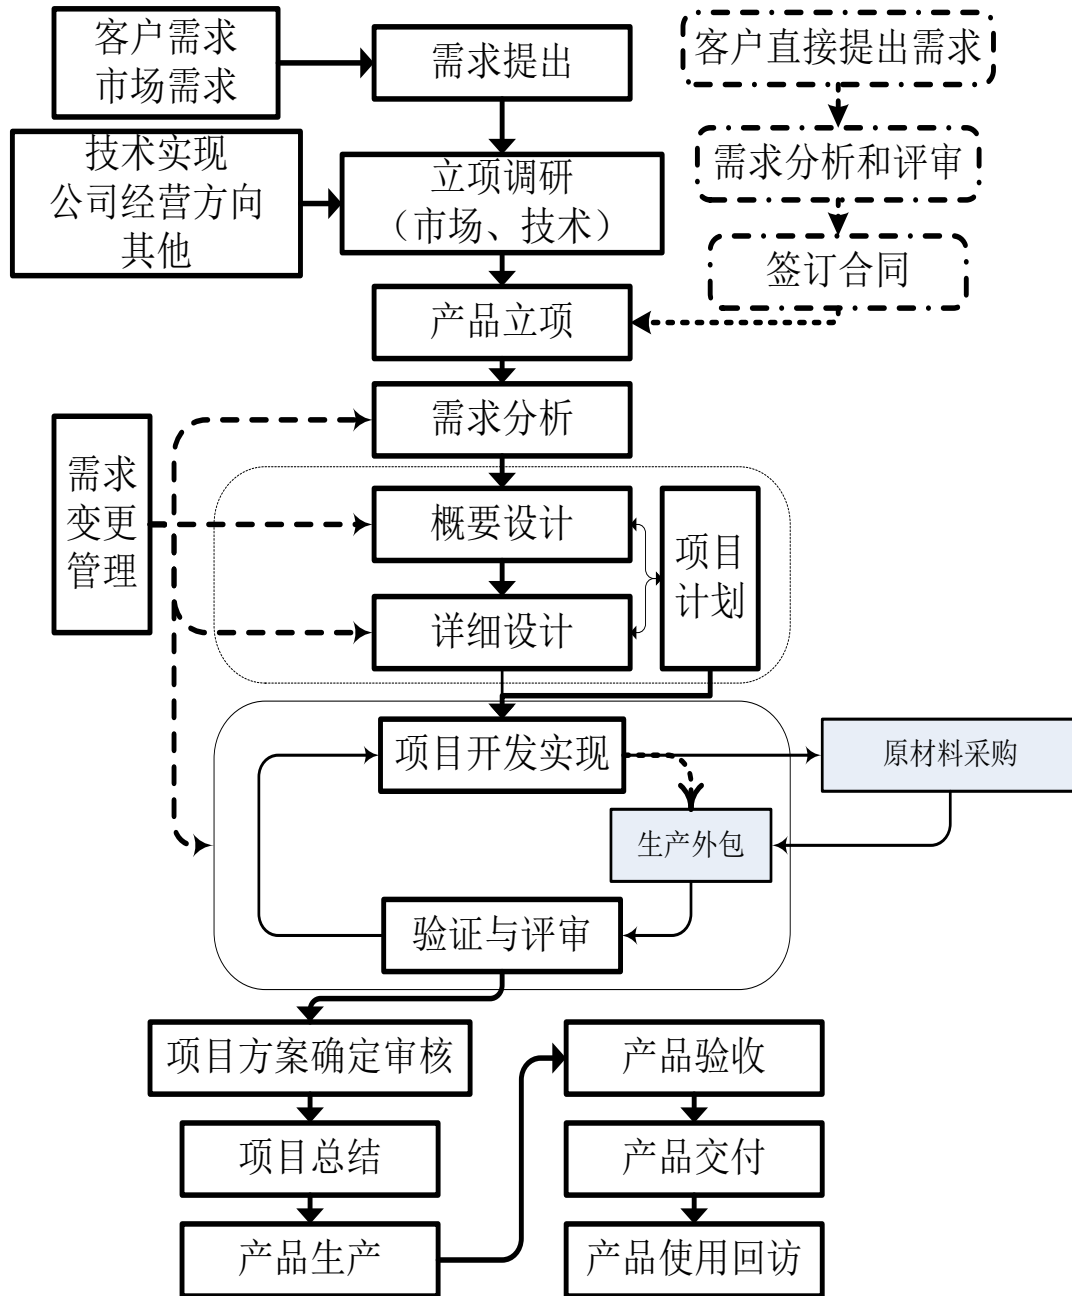 客户需求
市场需求
需求提出
客户直接提出需求
技术实现
公司经营方向
其他
立项调研
（市场、技术）
需求分析和评审
签订合同
产品立项
需求分析
需求
变更
管理
概要设计
项目
计划
详细设计
项目开发实现
原材料采购
生产外包
验证与评审
项目方案确定审核
产品验收
项目总结
产品交付
产品生产
产品使用回访